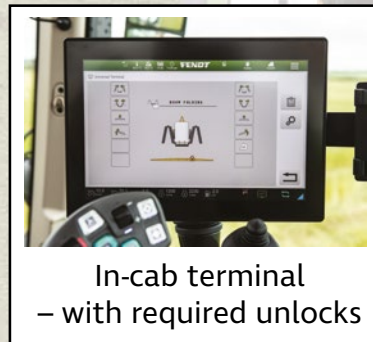 FENDT
BOOM FOLDING
In-cab terminal
– with required unlocks